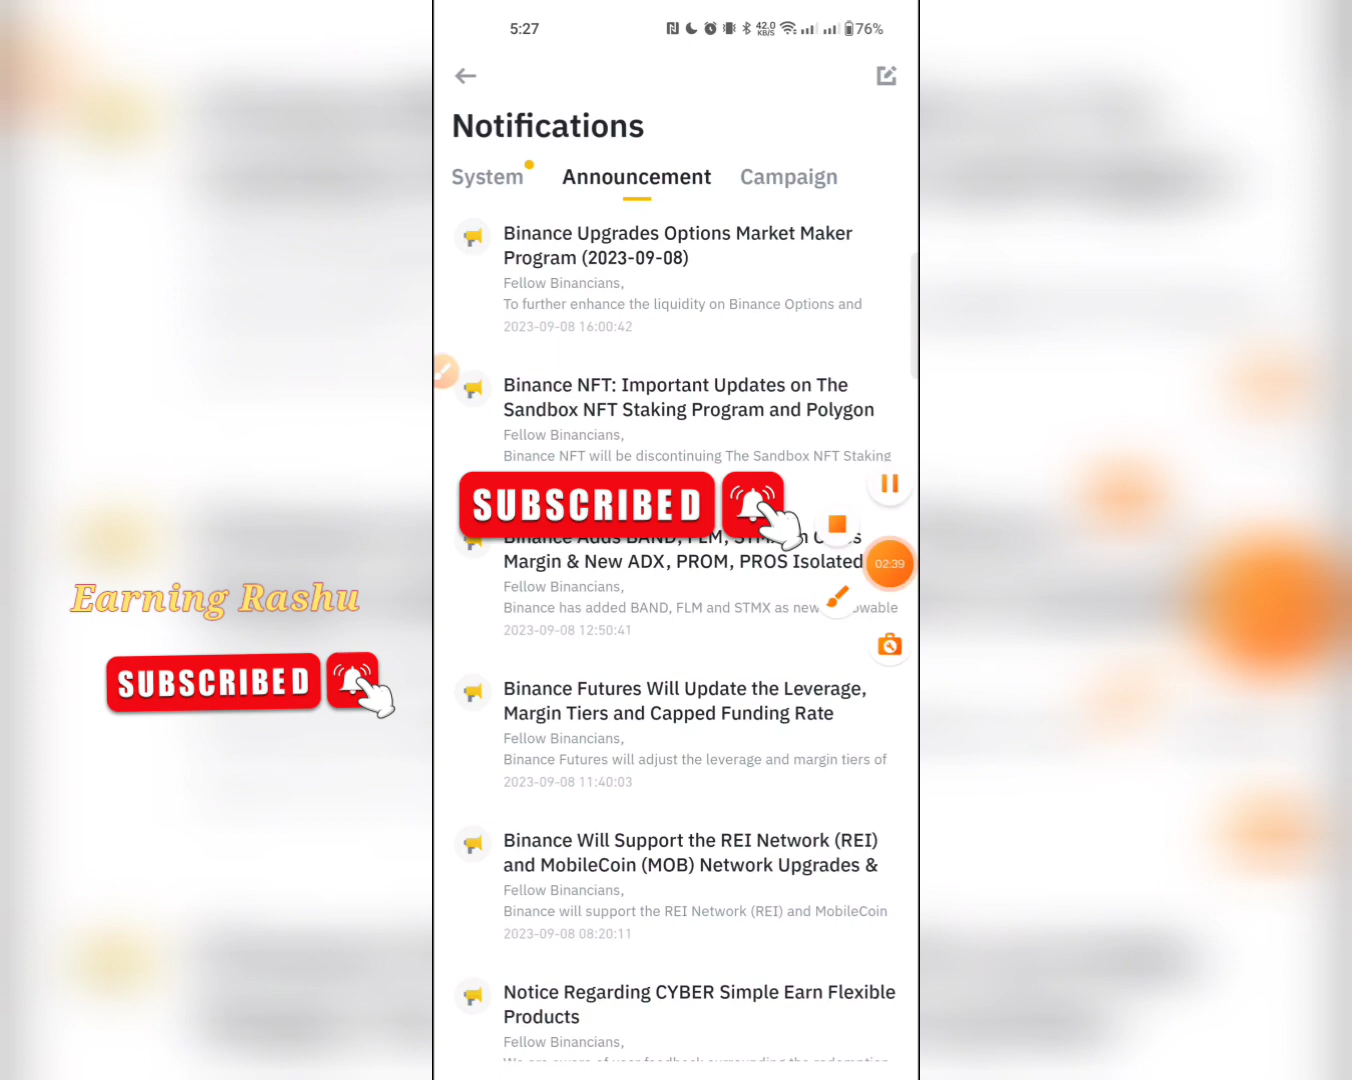 5:27
42.0
KB/S
76%
Notifications
System
Announcement
Campaign
Binance Upgrades Options Market Maker
Program (2023-09-08)
Fellow Binancians,
To further enhance the liquidity on Binance Options and
2023-09-08 16:00:42
Binance NFT: Important Updates on The
Sandbox NFT Staking Program and Polygon
Fellow Binancians,
Binance NFT will be discontinuing The Sandbox NFT Staking
SUBSCRIBED
Binance Adds BAND, FLM,
Margin & New ADX, PROM, PROS Isolated
02:39
Fellow Binancians,
Binance has added BAND, FLM and STMX as new
2023-09-08 12:50:41
Earning Rashu
SUBSCRIBED
Binance Futures Will Update the Leverage,
Margin Tiers and Capped Funding Rate
Fellow Binancians,
Binance Futures will adjust the leverage and margin tiers of
2023-09-08 11:40:03
Binance Will Support the REI Network (REI)
and MobileCoin (MOB) Network Upgrades &
Fellow Binancians,
Binance will support the REI Network (REI) and MobileCoin
2023-09-08 08:20:11
Notice Regarding CYBER Simple Earn Flexible
Products
Fellow Binancians,